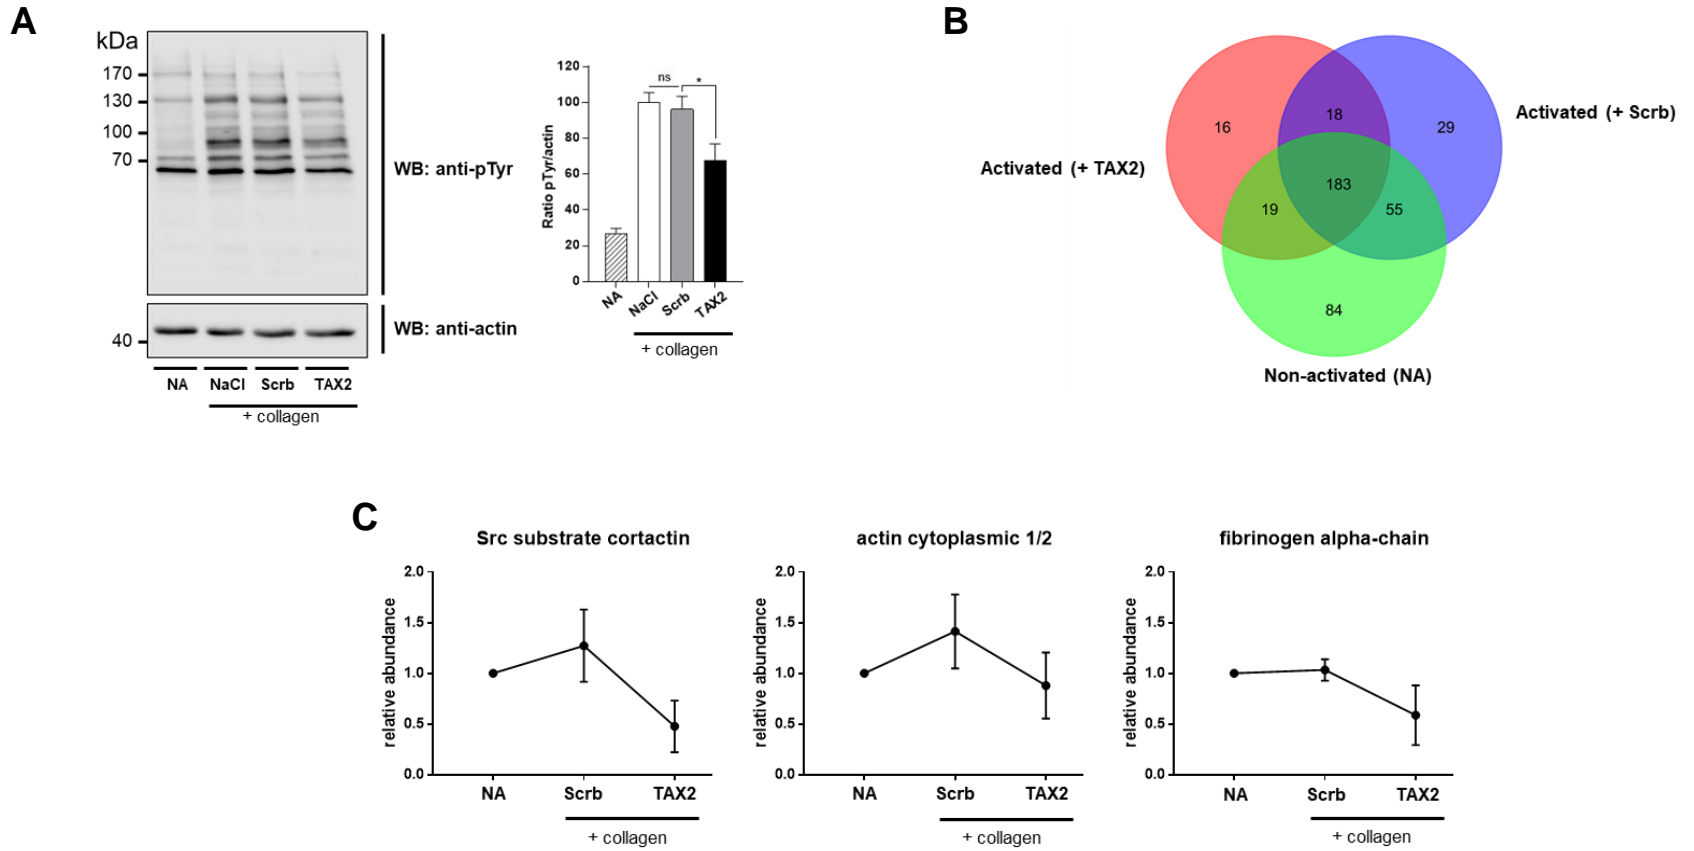 A
kDa
170
130
100
70
40
WB: anti-pTyr
WB: anti-actin
NA NaCl Scrb TAX2
+ collagen
Ratio pTyr/actin
120
100
80
60
40
20
0
ns
*
NA NaCl Scrb TAX2
+ collagen
B
Activated (+ TAX2)
Activated (+ Scrb)
Non-activated (NA)
16
18
29
183
19
55
84
C
Src substrate cortactin
relative abundance
2.0
1.5
1.0
0.5
0.0
NA Scrb TAX2
+ collagen
actin cytoplasmic 1/2
relative abundance
2.0
1.5
1.0
0.5
0.0
NA Scrb TAX2
+ collagen
fibrinogen alpha-chain
relative abundance
2.0
1.5
1.0
0.5
0.0
NA Scrb TAX2
+ collagen